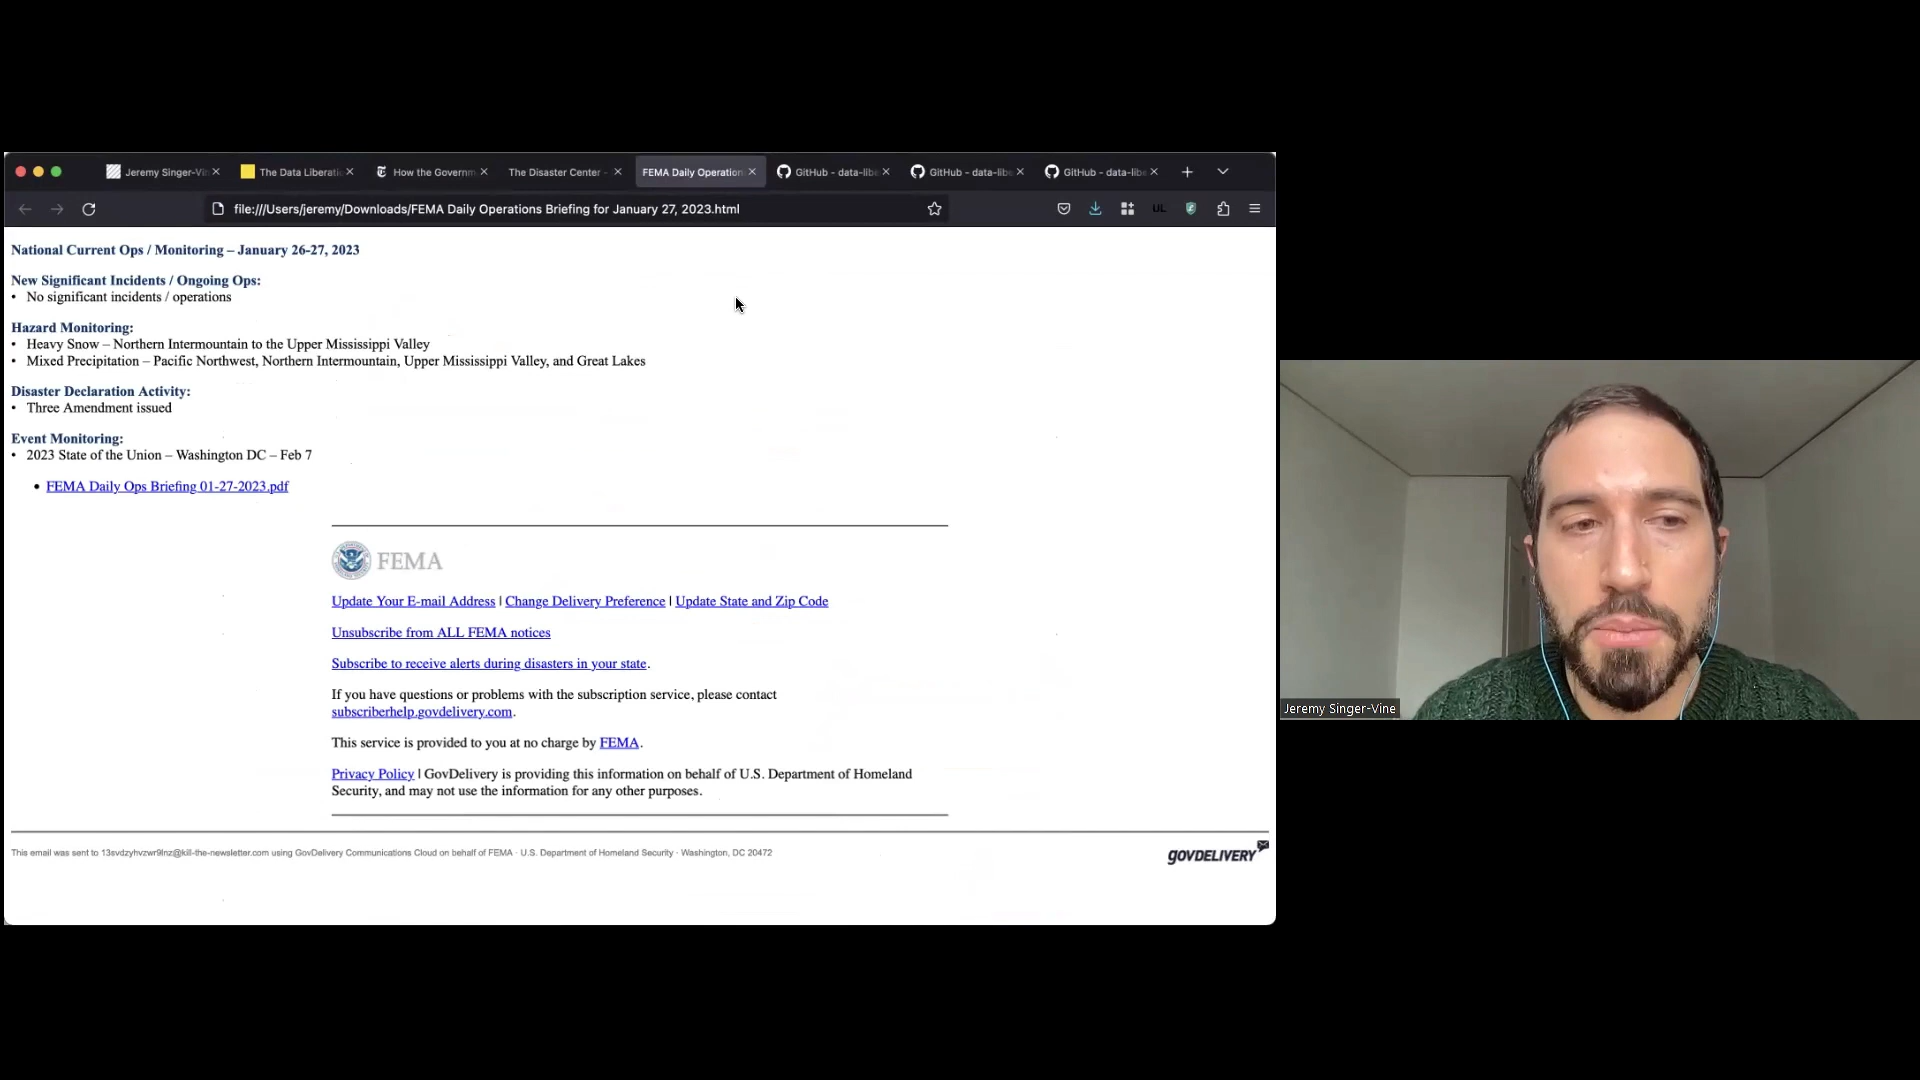 Jeremy Singer-Vin
The Data Liberati
How the Governm
The Disaster Center -
FEMA Daily Operation
GitHub - data-libe
GitHub - data-libe
GitHub - data-libe
file:///Users/jeremy/Downloads/FEMA Daily Operations Briefing for January 27, 2023.html
UL
National Current Ops / Monitoring – January 26-27, 2023
New Significant Incidents / Ongoing Ops:
• No significant incidents / operations
Hazard Monitoring:
• Heavy Snow – Northern Intermountain to the Upper Mississippi Valley
• Mixed Precipitation – Pacific Northwest, Northern Intermountain, Upper Mississippi Valley, and Great Lakes
Disaster Declaration Activity:
• Three Amendment issued
Event Monitoring:
• 2023 State of the Union – Washington DC – Feb 7
• FEMA Daily Ops Briefing 01-27-2023.pdf
FEMA
Update Your E-mail Address | Change Delivery Preference | Update State and Zip Code
Unsubscribe from ALL FEMA notices
Subscribe to receive alerts during disasters in your state.
If you have questions or problems with the subscription service, please contact
subscriberhelp.govdelivery.com.
This service is provided to you at no charge by FEMA.
Privacy Policy | GovDelivery is providing this information on behalf of U.S. Department of Homeland
Security, and may not use the information for any other purposes.
This email was sent to 13svdzyhvzwr9lnz@kill-the-newsletter.com using GovDelivery Communications Cloud on behalf of FEMA · U.S. Department of Homeland Security · Washington, DC 20472
GOVDELIVERY
Jeremy Singer-Vine